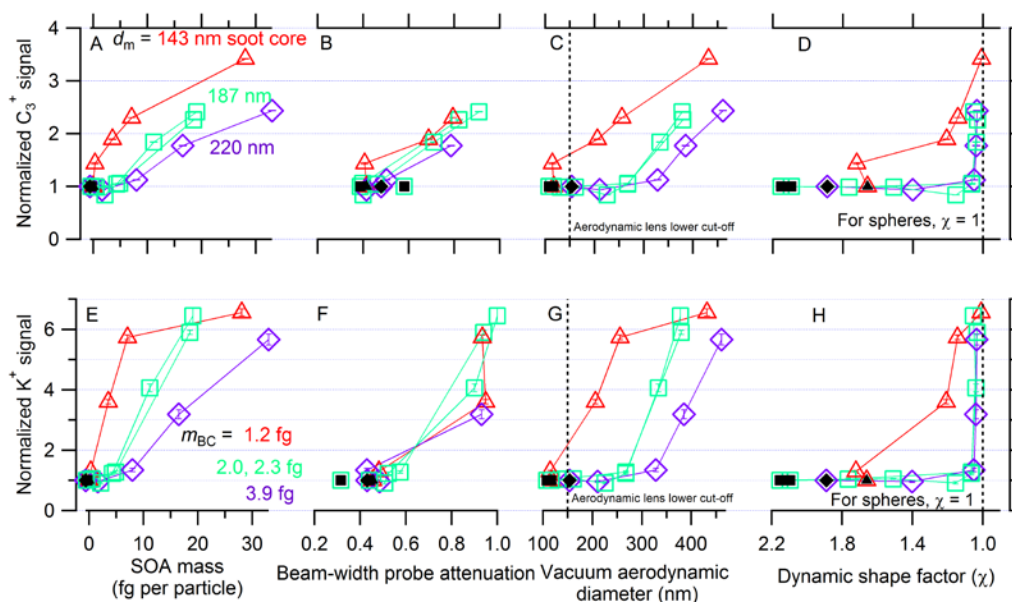 A
d_m = 143 nm soot core
187 nm
220 nm
B
C
Aerodynamic lens lower cut-off
D
For spheres, χ = 1
Normalized C₃⁺ signal
4
3
2
1
0
E
m_BC = 1.2 fg
2.0, 2.3 fg
3.9 fg
F
G
Aerodynamic lens lower cut-off
H
For spheres, χ = 1
Normalized K⁺ signal
6
4
2
0
0 10 20 30
0.2 0.4 0.6 0.8 1.0
100 200 300 400
2.2 1.8 1.4 1.0
SOA mass
(fg per particle)
Beam-width probe attenuation
Vacuum aerodynamic
diameter (nm)
Dynamic shape factor (χ)